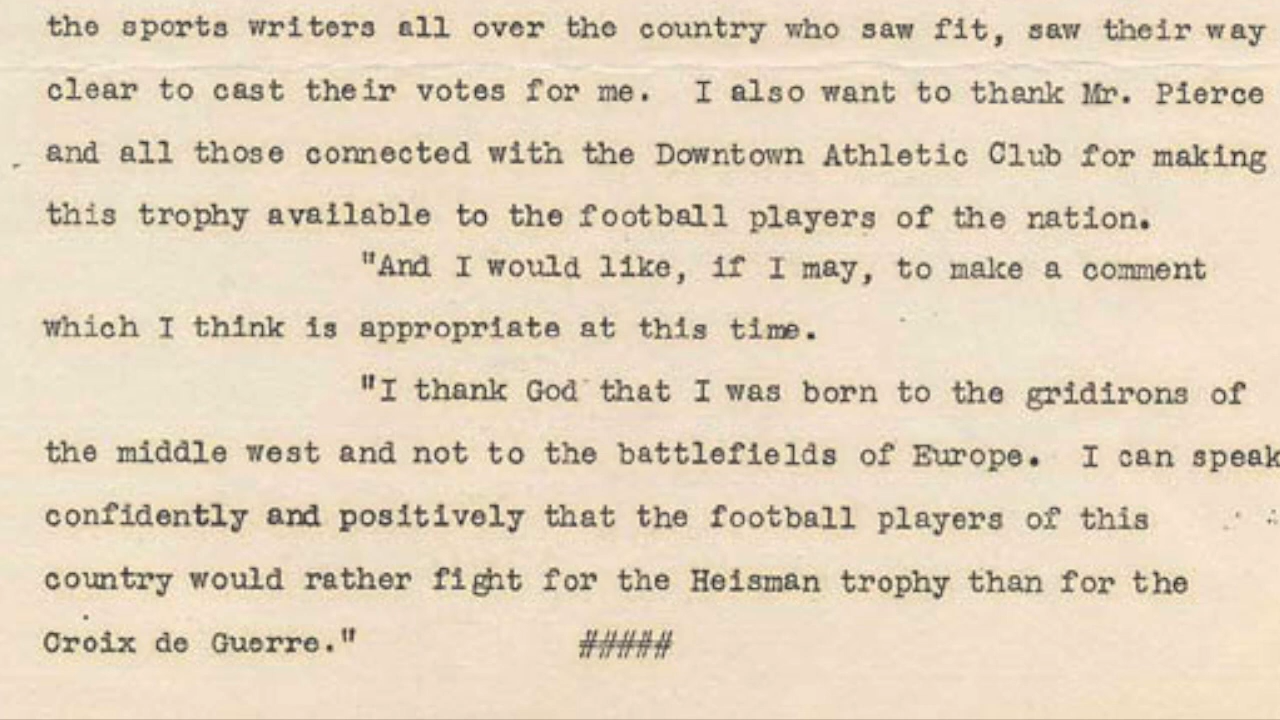 the sports writers all over the country who saw fit, saw their way
clear to cast their votes for me. I also want to thank Mr. Pierce
and all those connected with the Downtown Athletic Club for making
this trophy available to the football players of the nation.
"And I would like, if I may, to make a comment
which I think is appropriate at this time.
"I thank God that I was born to the gridirons of
the middle west and not to the battlefields of Europe. I can speak
confidently and positively that the football players of this
country would rather fight for the Heisman trophy than for the
Croix de Guerre." #####